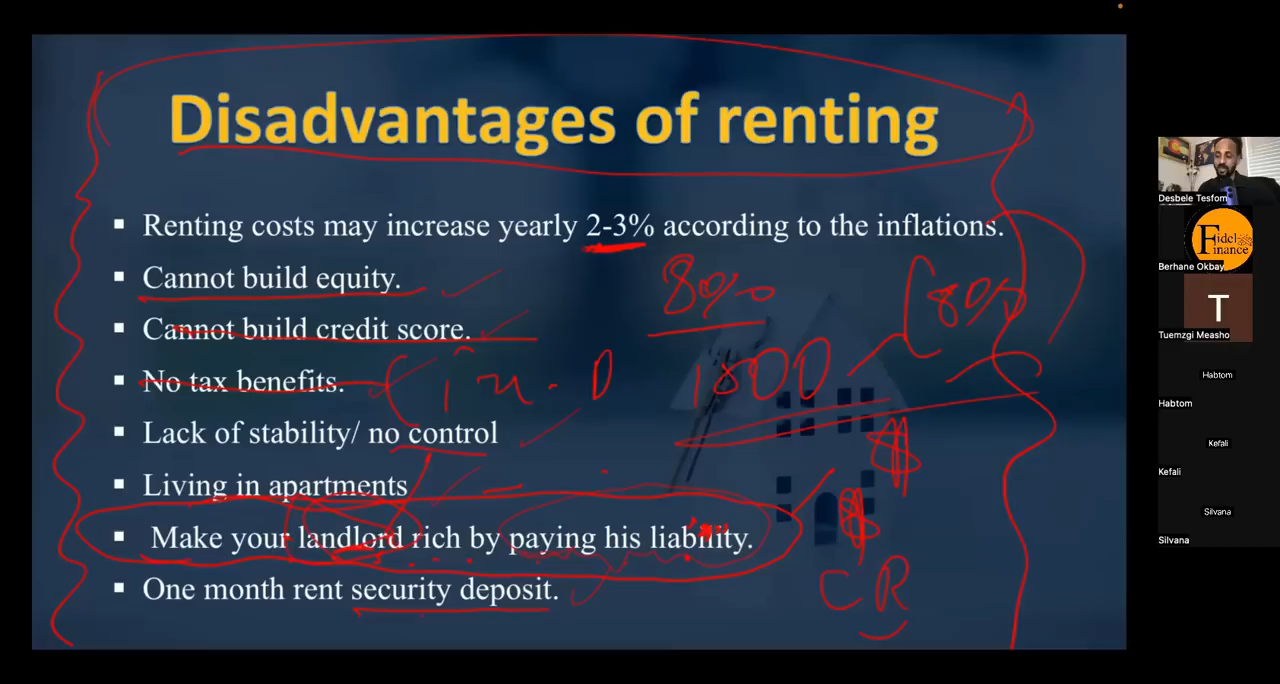 Disadvantages of renting
▪ Renting costs may increase yearly 2-3% according to the inflations.
▪ Cannot build equity.
80%
(80%
▪ Cannot build credit score.
▪ No tax benefits.
1800
▪ Lack of stability/ no control
$
▪ Living in apartments
▪ Make your landlord rich by paying his liability.
$
▪ One month rent security deposit.
CR
Desbele Tesfom
Fidel
Finance
Berhane Okbay
T
Tuemzgi Measho
Habtom
Habtom
Kefali
Kefali
Silvana
Silvana